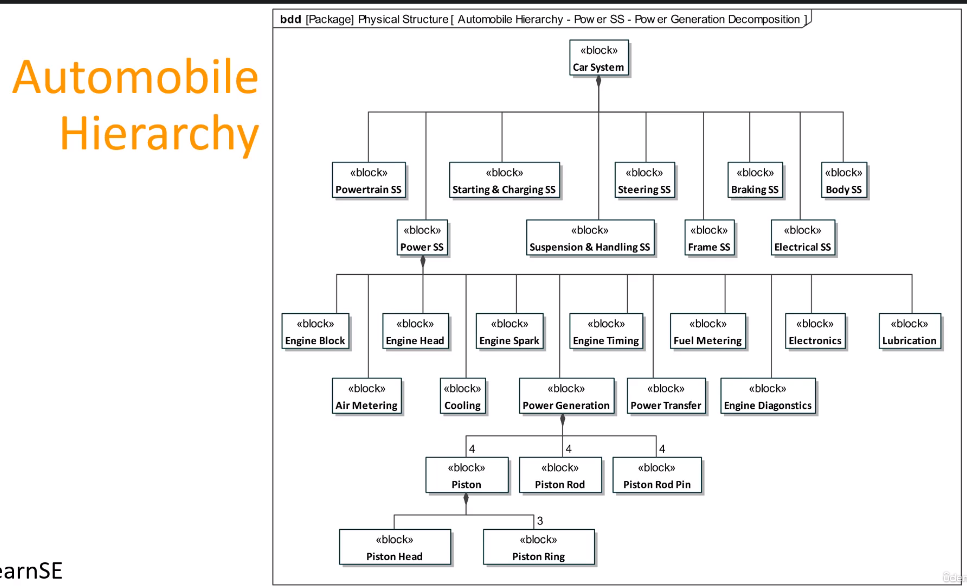 bdd [Package] Physical Structure [ Automobile Hierarchy - Power SS - Power Generation Decomposition ]
Automobile
Hierarchy
«block»
Car System
«block»
Powertrain SS
«block»
Starting & Charging SS
«block»
Steering SS
«block»
Braking SS
«block»
Body SS
«block»
Power SS
«block»
Suspension & Handling SS
«block»
Frame SS
«block»
Electrical SS
«block»
Engine Block
«block»
Engine Head
«block»
Engine Spark
«block»
Engine Timing
«block»
Fuel Metering
«block»
Electronics
«block»
Lubrication
«block»
Air Metering
«block»
Cooling
«block»
Power Generation
«block»
Power Transfer
«block»
Engine Diagonstics
4
4
4
«block»
Piston
«block»
Piston Rod
«block»
Piston Rod Pin
3
«block»
Piston Head
«block»
Piston Ring
earnSE